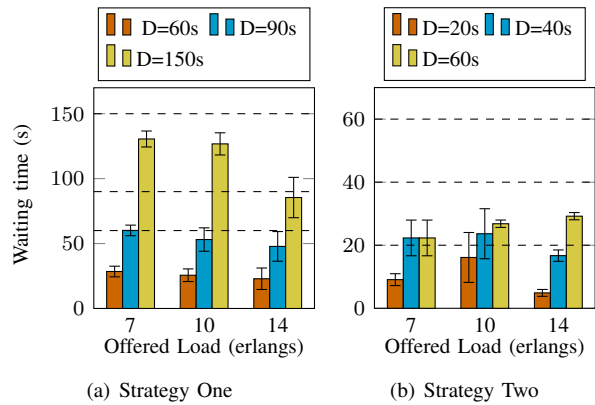 D=60s D=90s
D=150s
150
100
50
0
Waiting time (s)
7 10 14
Offered Load (erlangs)
(a) Strategy One
D=20s D=40s
D=60s
60
40
20
0
7 10 14
Offered Load (erlangs)
(b) Strategy Two